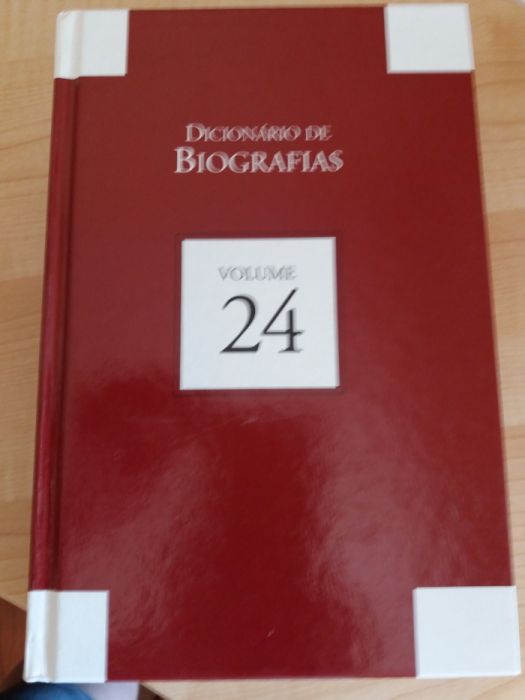 DICIONÁRIO DE
BIOGRAFIAS
VOLUME
24